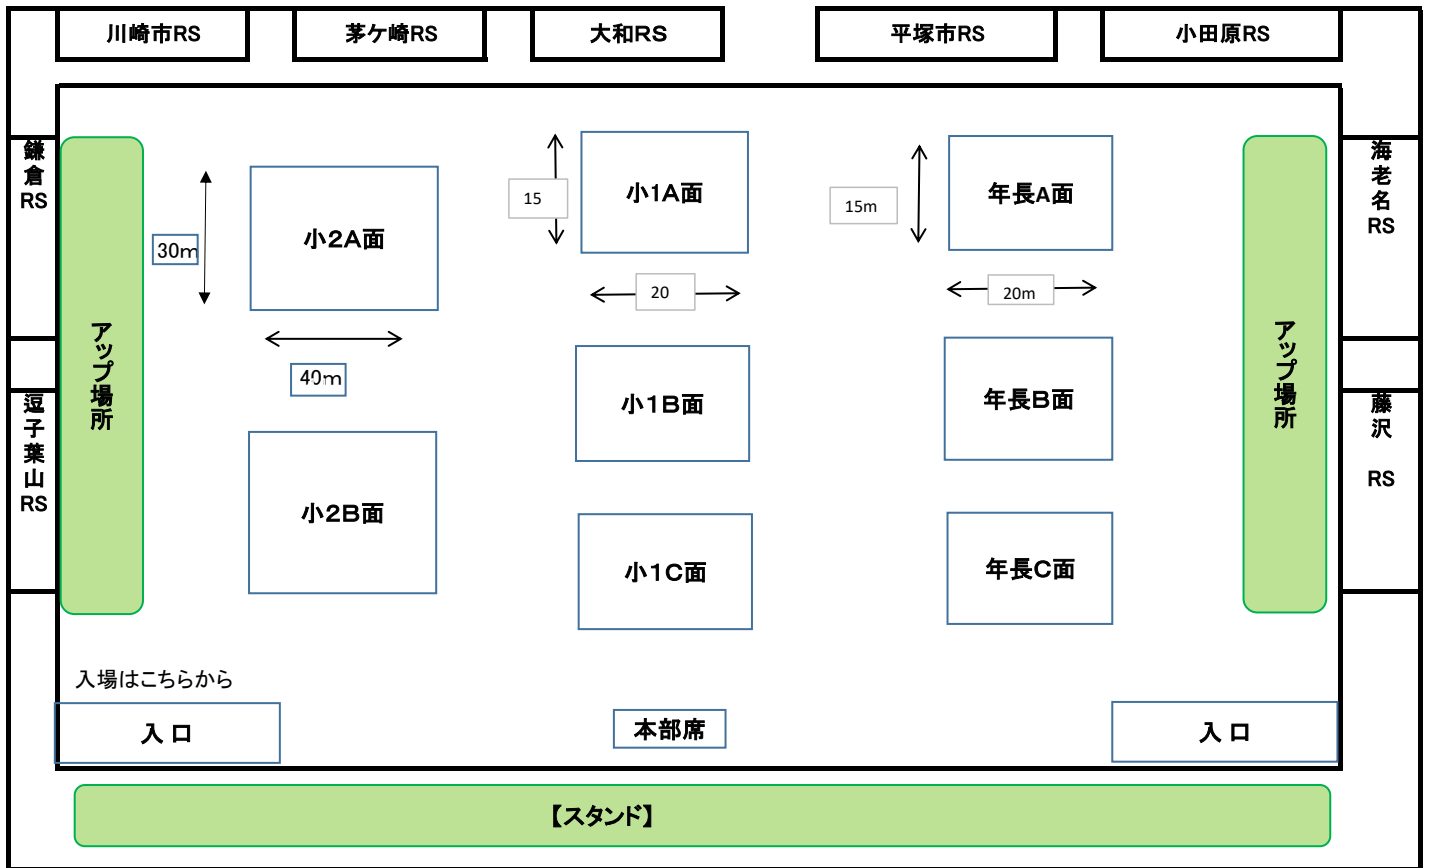 川崎市RS
茅ケ崎RS
大和RS
平塚市RS
小田原RS
鎌倉RS
海老名RS
逗子葉山RS
藤沢 RS
アップ場所
アップ場所
小2A面
30m
40m
小2B面
小1A面
15
20
小1B面
小1C面
年長A面
15m
20m
年長B面
年長C面
入場はこちらから
入口
本部席
入口
【スタンド】